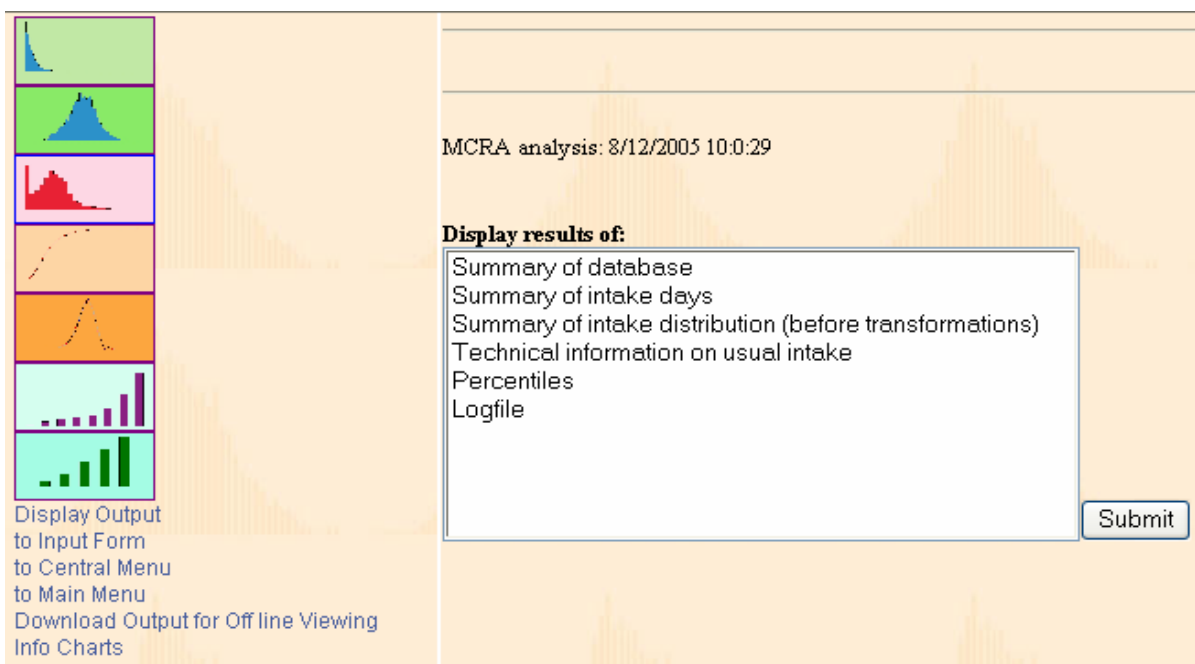 MCRA analysis: 8/12/2005 10:0:29
Display results of:
Summary of database
Summary of intake days
Summary of intake distribution (before transformations)
Technical information on usual intake
Percentiles
Logfile
Submit
Display Output
to Input Form
to Central Menu
to Main Menu
Download Output for Off line Viewing
Info Charts